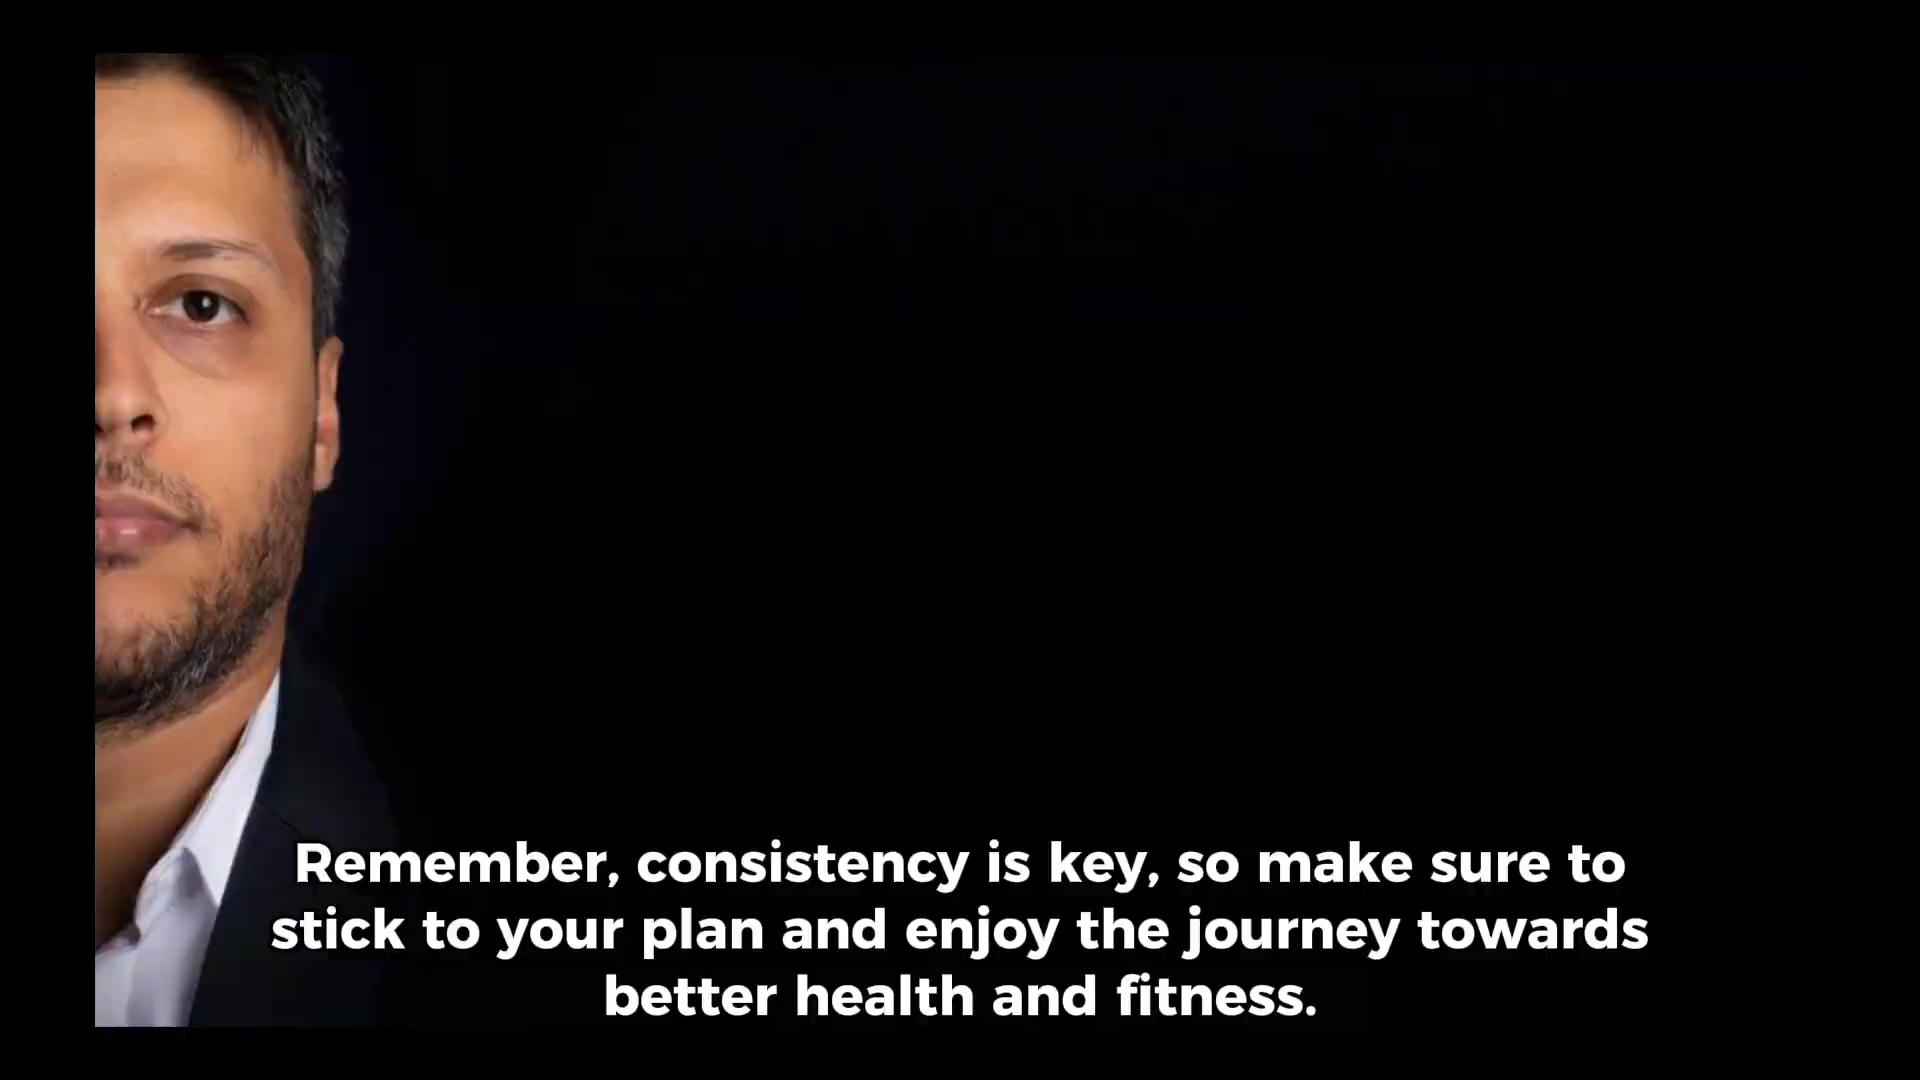 Remember, consistency is key, so make sure to
stick to your plan and enjoy the journey towards
better health and fitness.